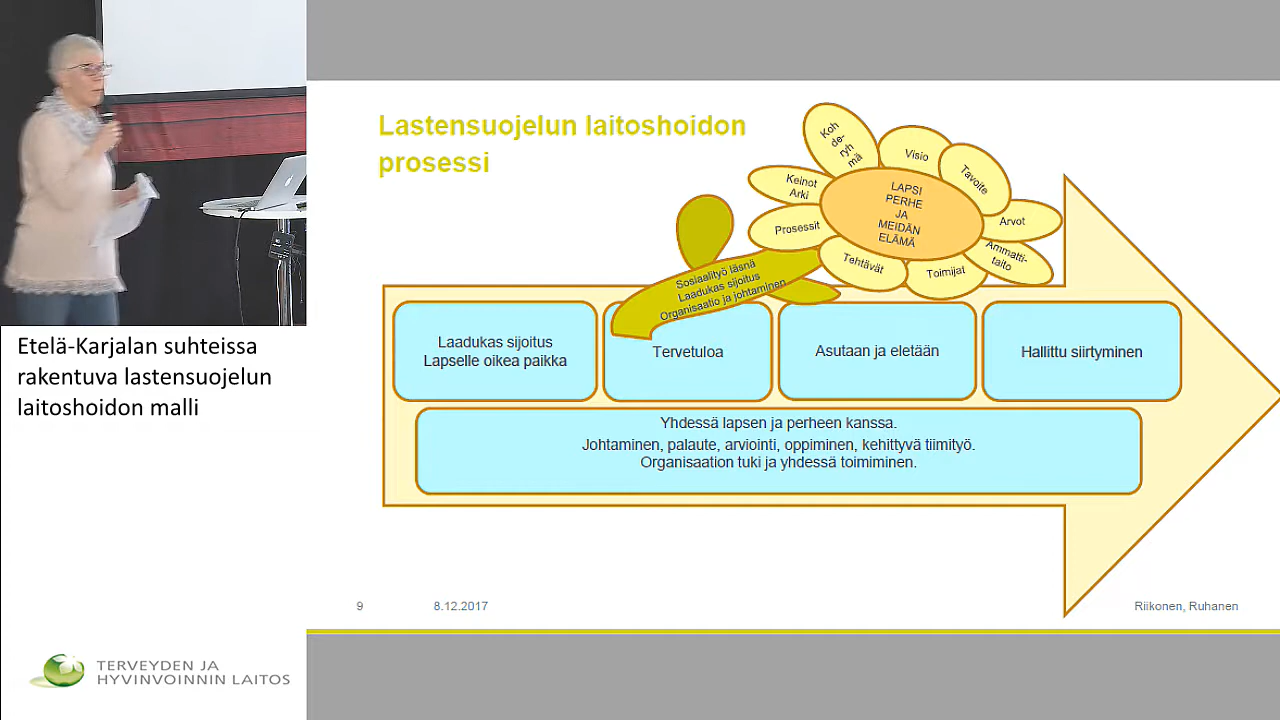 Lastensuojelun laitoshoidon
prosessi
Koh
de-
ryh
mä
Visio
Tavoite
Keinot
Arki
LAPSI
PERHE
JA
MEIDÄN
ELÄMÄ
Arvot
Prosessit
Ammatti-
taito
Tehtävät
Toimijat
Sosiaalityö läsnä
Laadukas sijoitus
Organisaatio ja johtaminen
Laadukas sijoitus
Lapselle oikea paikka
Tervetuloa
Asutaan ja eletään
Hallittu siirtyminen
Yhdessä lapsen ja perheen kanssa.
Johtaminen, palaute, arviointi, oppiminen, kehittyvä tiimityö.
Organisaation tuki ja yhdessä toimiminen.
9
8.12.2017
Riikonen, Ruhanen
Etelä-Karjalan suhteissa
rakentuva lastensuojelun
laitoshoidon malli
TERVEYDEN JA
HYVINVOINNIN LAITOS